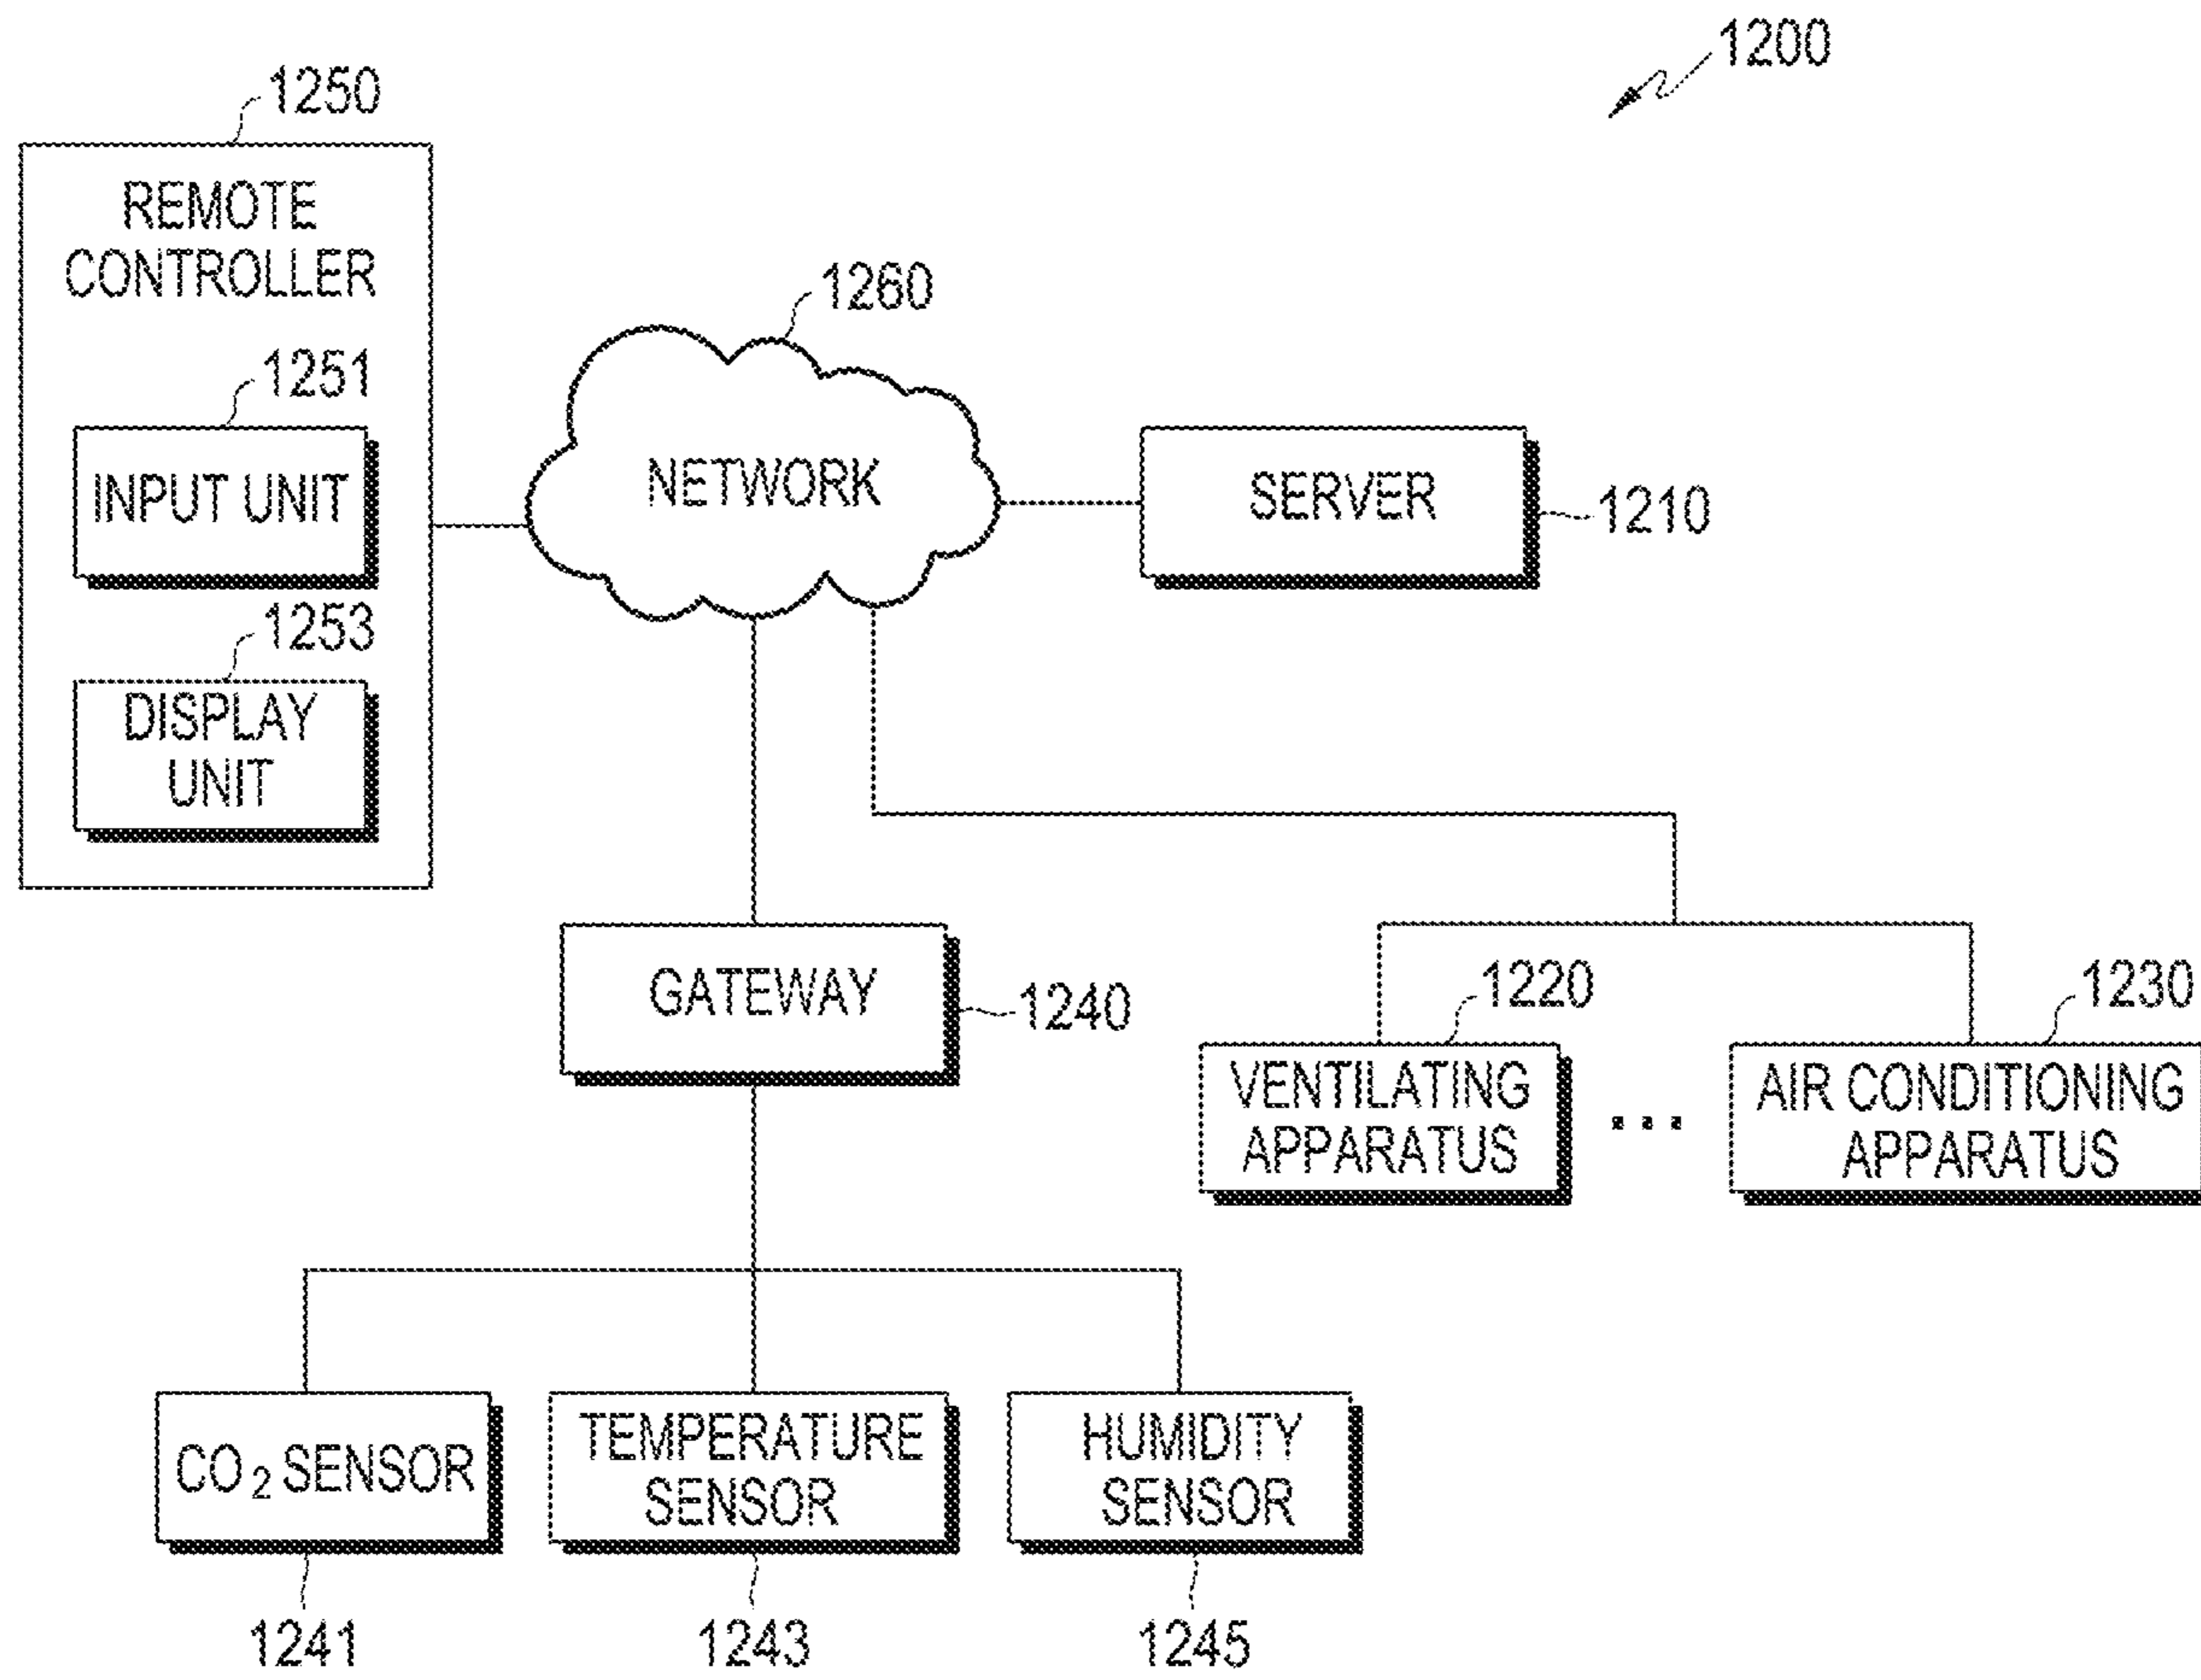 1200
1250
REMOTE
CONTROLLER
1260
1251
INPUT UNIT
NETWORK
SERVER
1210
1253
DISPLAY
UNIT
GATEWAY
1240
1220
1230
VENTILATING
APPARATUS
...
AIR CONDITIONING
APPARATUS
CO₂ SENSOR
TEMPERATURE
SENSOR
HUMIDITY
SENSOR
1241
1243
1245